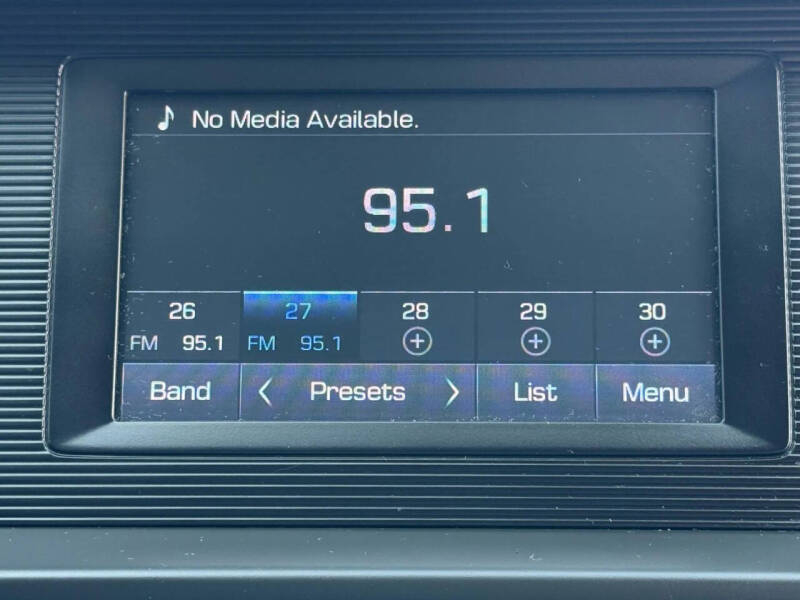 No Media Available.
95.1
26 27 28 29 30
FM 95.1 FM 95.1
Band Presets List Menu